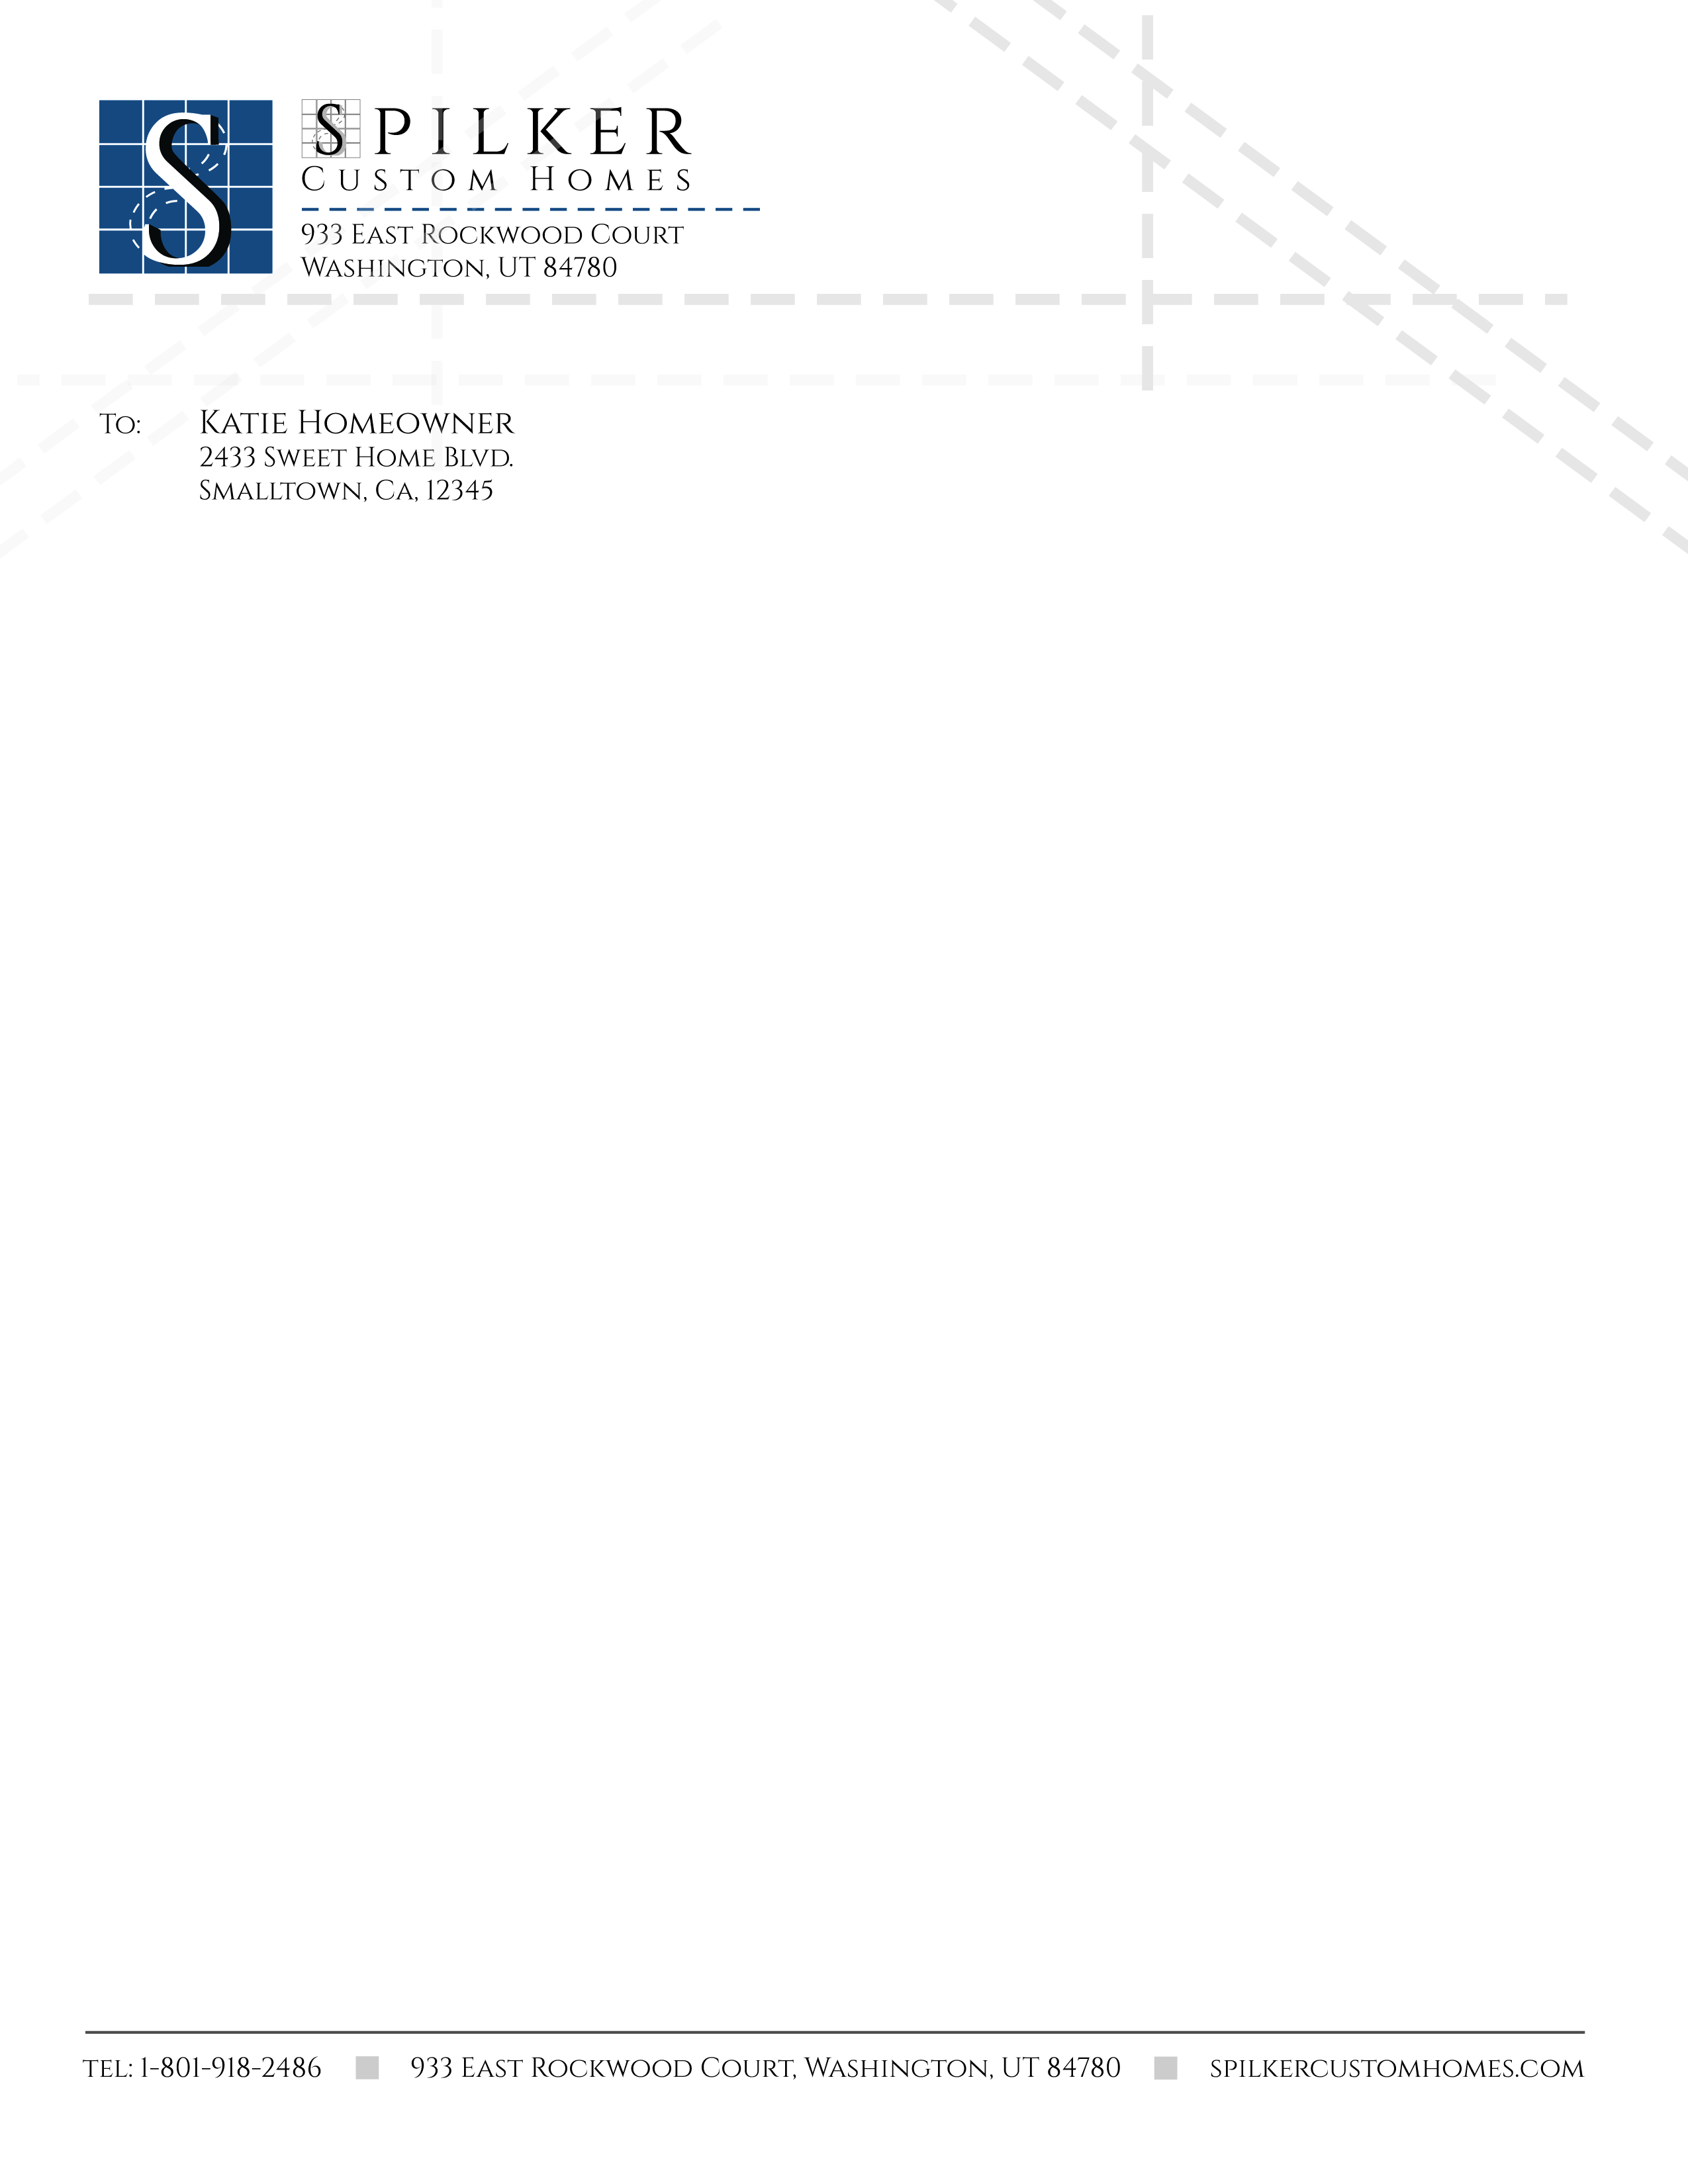 S
SPILKER
CUSTOM HOMES
933 EAST ROCKWOOD COURT
WASHINGTON, UT 84780
TO: KATIE HOMEOWNER
2433 SWEET HOME BLVD.
SMALLTOWN, CA, 12345
TEL: 1-801-918-2486 933 EAST ROCKWOOD COURT, WASHINGTON, UT 84780 SPILKERCUSTOMHOMES.COM